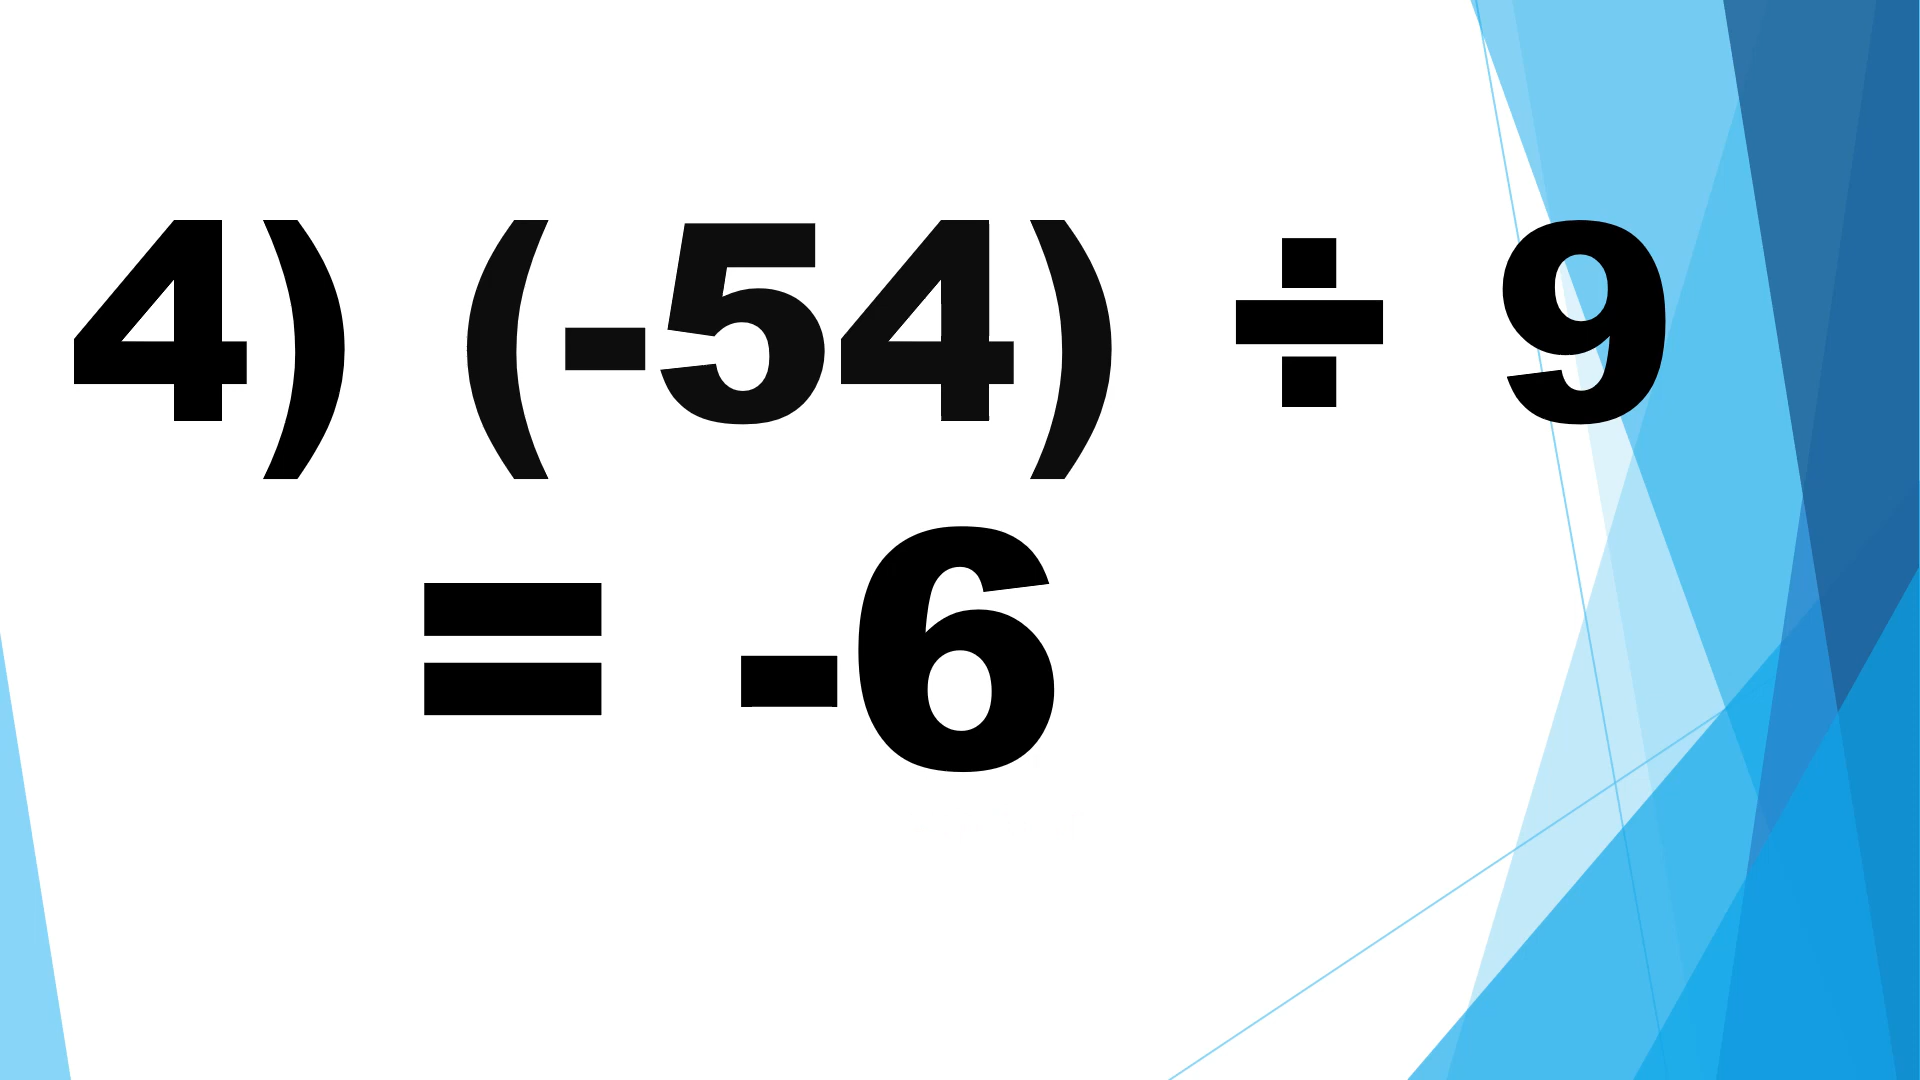 4) (-54) ÷ 9
= -6